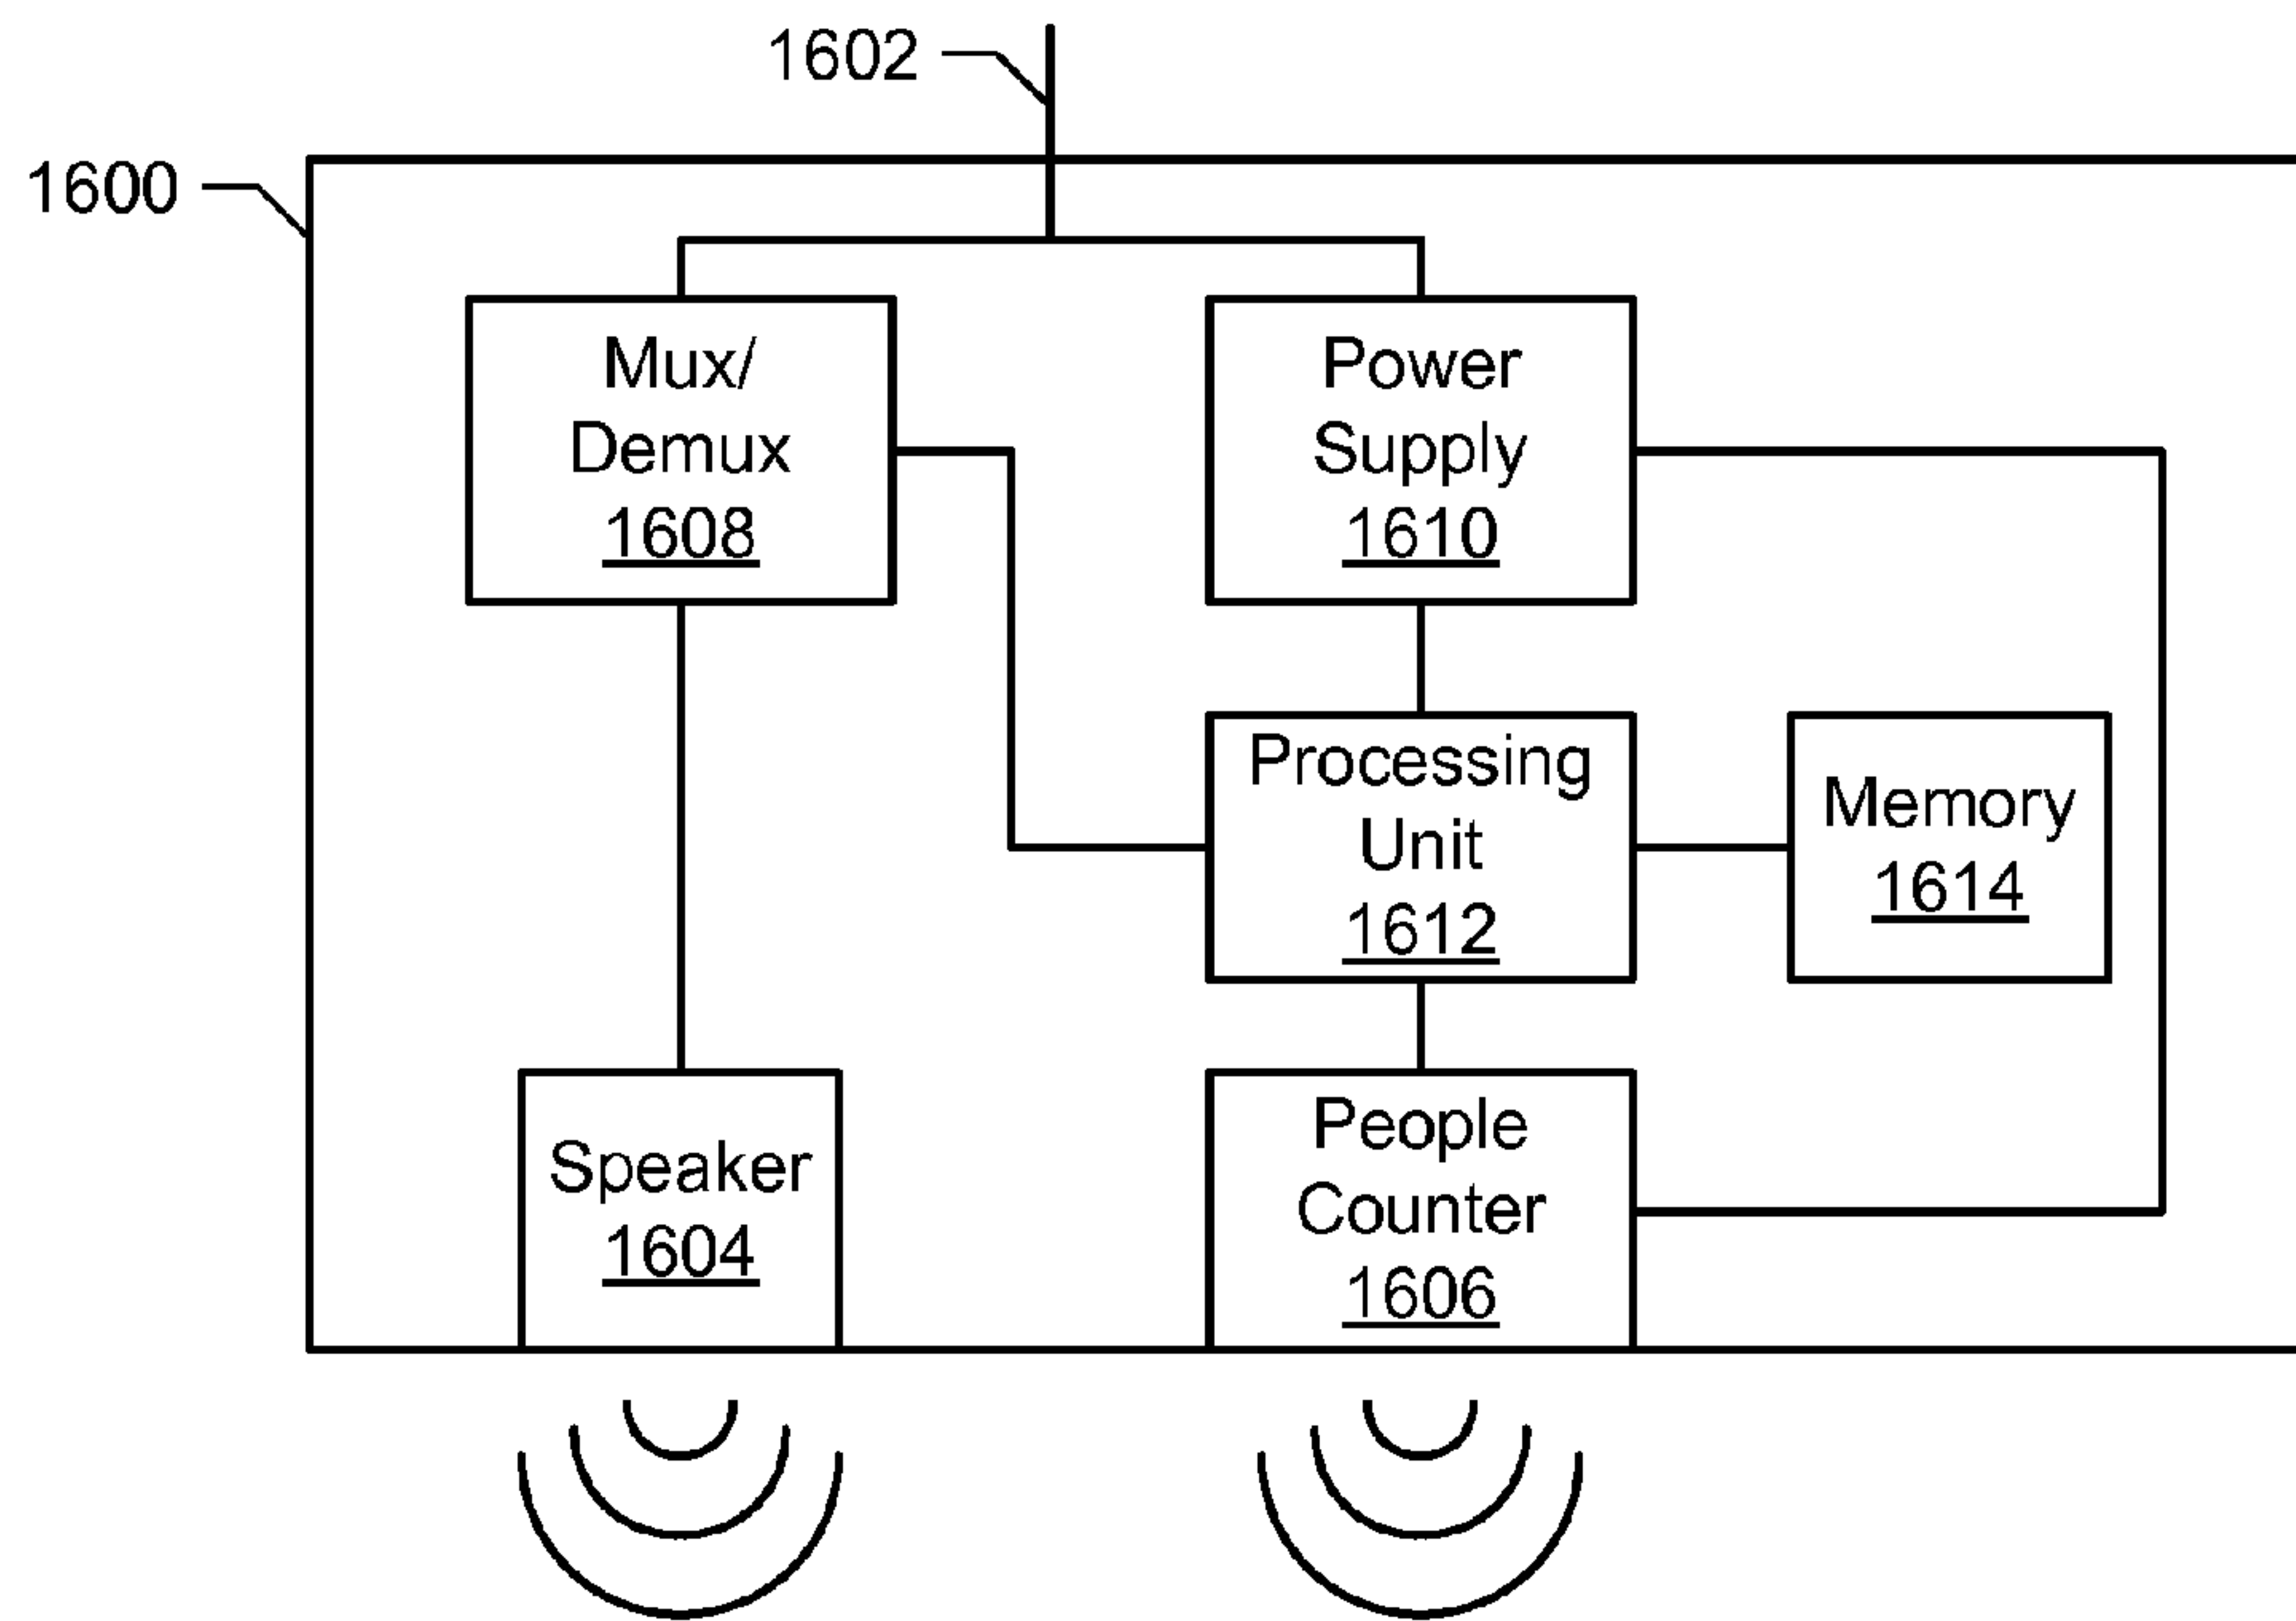 1602
1600
Mux/
Demux
1608
Power
Supply
1610
Processing
Unit
1612
Memory
1614
Speaker
1604
People
Counter
1606